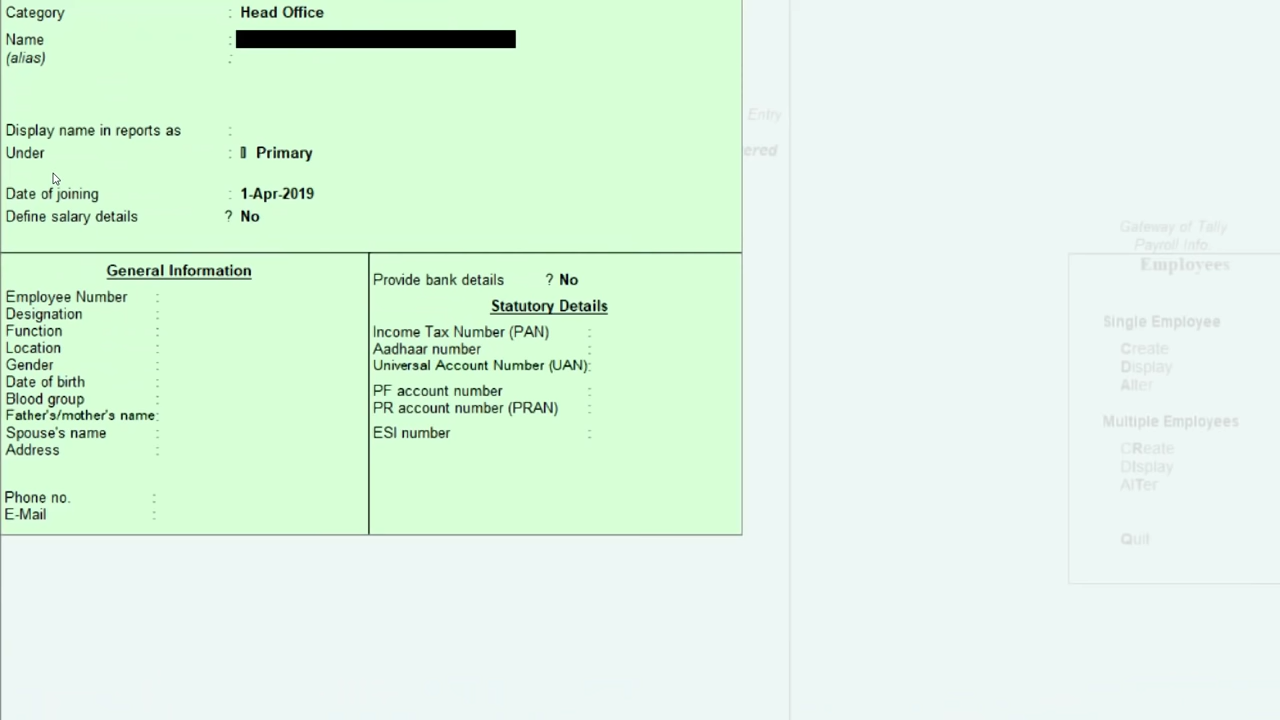 Category : Head Office
Name :
(alias) :
Display name in reports as :
Under : Primary
Date of joining : 1-Apr-2019
Define salary details ? No
General Information
Employee Number :
Designation :
Function :
Location :
Gender :
Date of birth :
Blood group :
Father's/mother's name:
Spouse's name :
Address :
Phone no. :
E-Mail :
Provide bank details ? No
Statutory Details
Income Tax Number (PAN) :
Aadhaar number :
Universal Account Number (UAN):
PF account number :
PR account number (PRAN) :
ESI number :
Entry
ered
Gateway of Tally
Payroll Info.
Employees
Single Employee
Create
Display
Alter
Multiple Employees
CReate
DIsplay
AlTer
Quit